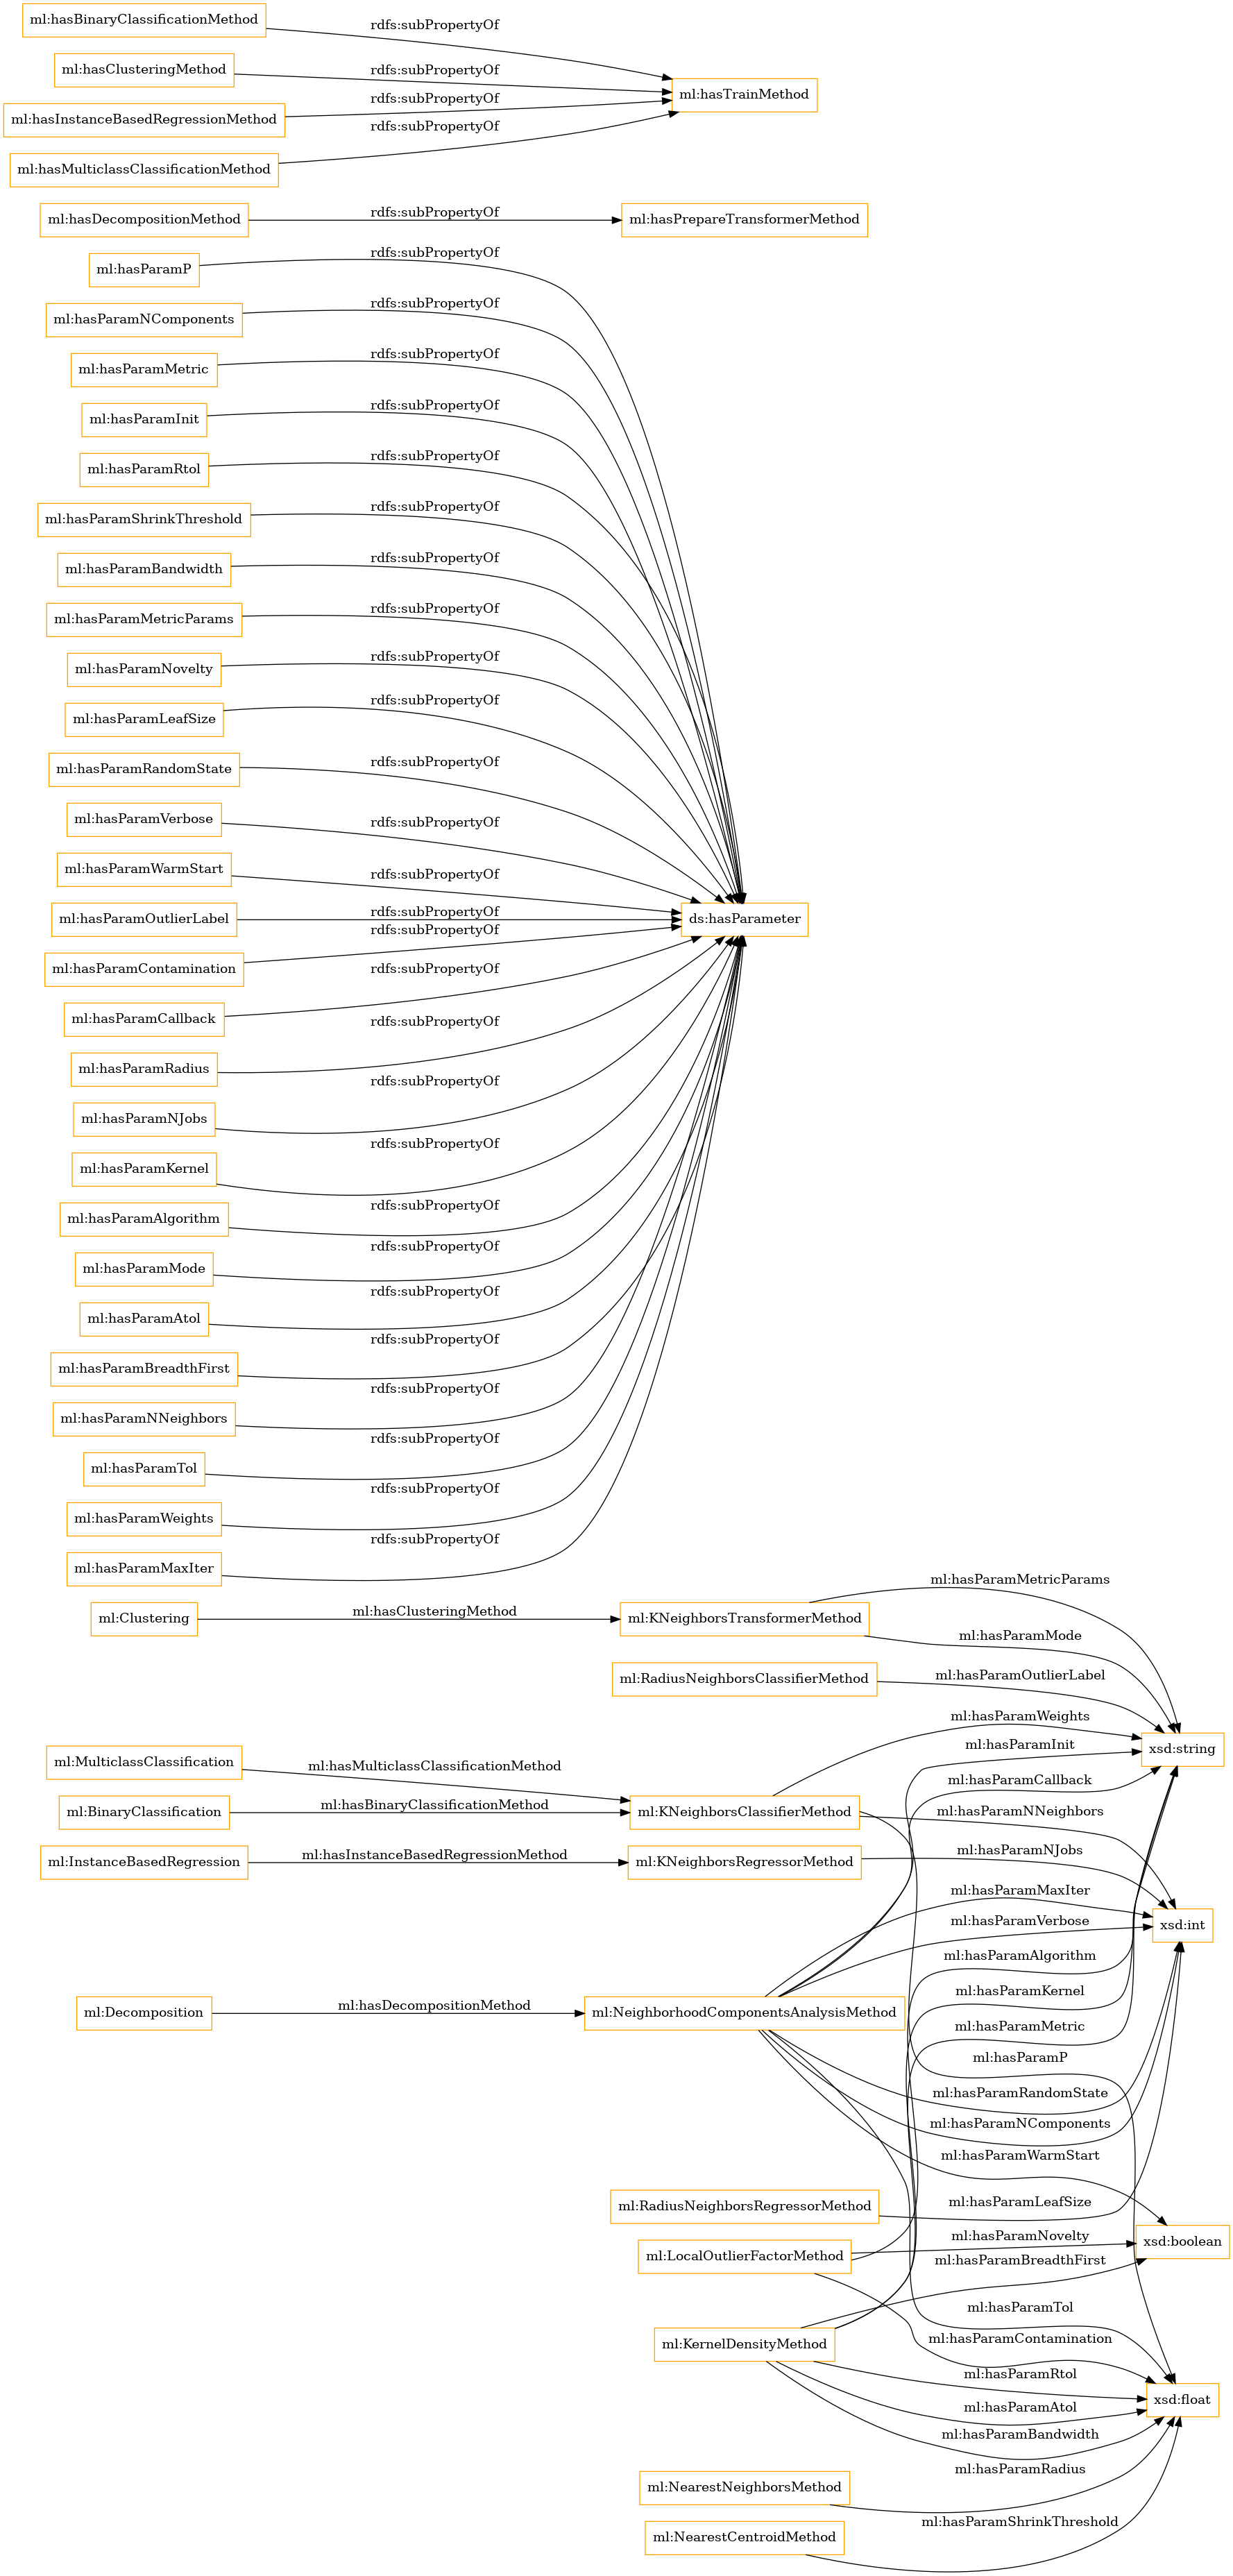 ml:hasBinaryClassificationMethod
rdfs:subPropertyOf
ml:hasClusteringMethod
rdfs:subPropertyOf
ml:hasTrainMethod
ml:hasInstanceBasedRegressionMethod
rdfs:subPropertyOf
ml:hasMulticlassClassificationMethod
rdfs:subPropertyOf
ml:hasDecompositionMethod
rdfs:subPropertyOf
ml:hasPrepareTransformerMethod
ml:hasParamP
rdfs:subPropertyOf
ml:hasParamNComponents
rdfs:subPropertyOf
ml:hasParamMetric
rdfs:subPropertyOf
ml:hasParamInit
rdfs:subPropertyOf
ml:hasParamRtol
rdfs:subPropertyOf
ml:hasParamShrinkThreshold
rdfs:subPropertyOf
ml:hasParamBandwidth
rdfs:subPropertyOf
ml:hasParamMetricParams
rdfs:subPropertyOf
ml:hasParamNovelty
rdfs:subPropertyOf
ml:hasParamLeafSize
rdfs:subPropertyOf
ml:hasParamRandomState
rdfs:subPropertyOf
ml:hasParamVerbose
rdfs:subPropertyOf
ml:hasParamWarmStart
rdfs:subPropertyOf
ml:hasParamOutlierLabel
rdfs:subPropertyOf
ds:hasParameter
ml:hasParamContamination
rdfs:subPropertyOf
ml:hasParamCallback
rdfs:subPropertyOf
ml:hasParamRadius
rdfs:subPropertyOf
ml:hasParamNJobs
rdfs:subPropertyOf
ml:hasParamKernel
rdfs:subPropertyOf
ml:hasParamAlgorithm
rdfs:subPropertyOf
ml:hasParamMode
rdfs:subPropertyOf
ml:hasParamAtol
rdfs:subPropertyOf
ml:hasParamBreadthFirst
rdfs:subPropertyOf
ml:hasParamNNeighbors
rdfs:subPropertyOf
ml:hasParamTol
rdfs:subPropertyOf
ml:hasParamWeights
rdfs:subPropertyOf
ml:hasParamMaxIter
rdfs:subPropertyOf
ml:Clustering
ml:hasClusteringMethod
ml:KNeighborsTransformerMethod
ml:hasParamMetricParams
ml:hasParamMode
ml:RadiusNeighborsClassifierMethod
ml:hasParamOutlierLabel
ml:hasParamWeights
ml:hasParamInit
xsd:string
ml:MulticlassClassification
ml:hasMulticlassClassificationMethod
ml:hasParamCallback
ml:BinaryClassification
ml:hasBinaryClassificationMethod
ml:KNeighborsClassifierMethod
ml:hasParamNNeighbors
ml:InstanceBasedRegression
ml:hasInstanceBasedRegressionMethod
ml:KNeighborsRegressorMethod
ml:hasParamNJobs
ml:hasParamMaxIter
ml:hasParamVerbose
xsd:int
ml:hasParamAlgorithm
ml:hasParamKernel
ml:Decomposition
ml:hasDecompositionMethod
ml:NeighborhoodComponentsAnalysisMethod
ml:hasParamMetric
ml:hasParamP
ml:hasParamRandomState
ml:hasParamNComponents
ml:hasParamWarmStart
ml:RadiusNeighborsRegressorMethod
ml:hasParamLeafSize
ml:LocalOutlierFactorMethod
ml:hasParamNovelty
xsd:boolean
ml:hasParamBreadthFirst
ml:hasParamTol
ml:KernelDensityMethod
ml:hasParamContamination
ml:hasParamRtol
xsd:float
ml:hasParamAtol
ml:hasParamBandwidth
ml:NearestNeighborsMethod
ml:hasParamRadius
ml:NearestCentroidMethod
ml:hasParamShrinkThreshold